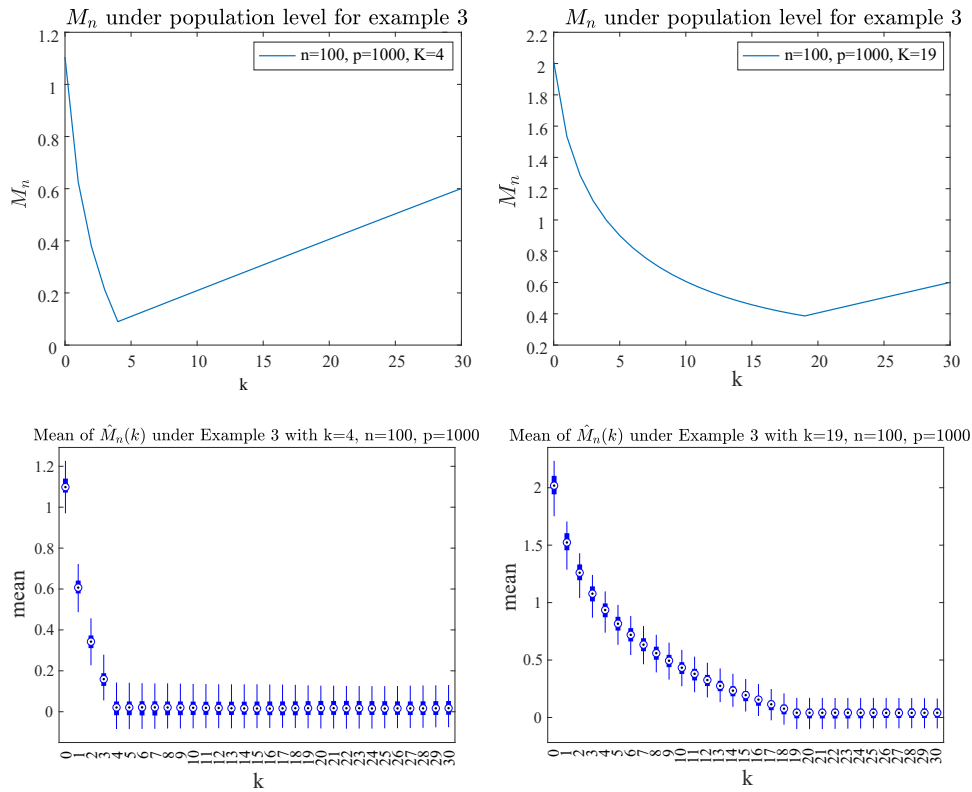 M_n under population level for example 3
1.2
1
0.8
0.6
0.4
0.2
0
M_n
n=100, p=1000, K=4
0 5 10 15 20 25 30
k
M_n under population level for example 3
2.2
2
1.8
1.6
1.4
1.2
1
0.8
0.6
0.4
0.2
M_n
n=100, p=1000, K=19
0 5 10 15 20 25 30
k
Mean of M̂_n(k) under Example 3 with k=4, n=100, p=1000
1.2
1
0.8
0.6
0.4
0.2
0
mean
0 1 2 3 4 5 6 7 8 9 10 11 12 13 14 15 16 17 18 19 20 21 22 23 24 25 26 27 28 29 30
k
Mean of M̂_n(k) under Example 3 with k=19, n=100, p=1000
2
1.5
1
0.5
0
mean
0 1 2 3 4 5 6 7 8 9 10 11 12 13 14 15 16 17 18 19 20 21 22 23 24 25 26 27 28 29 30
k